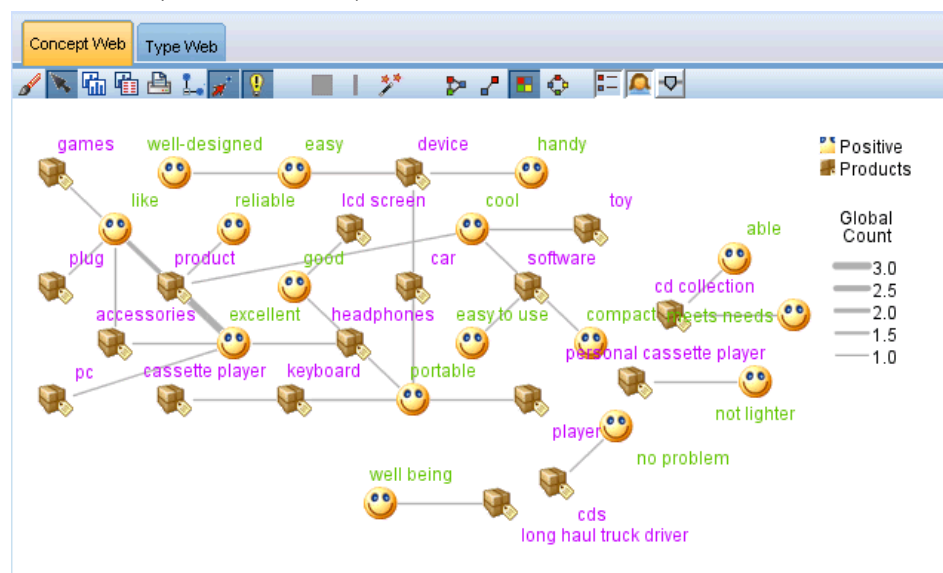 Concept Web
Type Web
games
well-designed
easy
device
handy
Positive
Products
like
reliable
lcd screen
cool
toy
Global
Count
able
plug
product
good
car
software
3.0
cd collection
2.5
accessories
excellent
headphones
easy to use
compact
meets needs
2.0
1.5
personal cassette player
1.0
pc
cassette player
keyboard
portable
not lighter
player
no problem
well being
cds
long haul truck driver